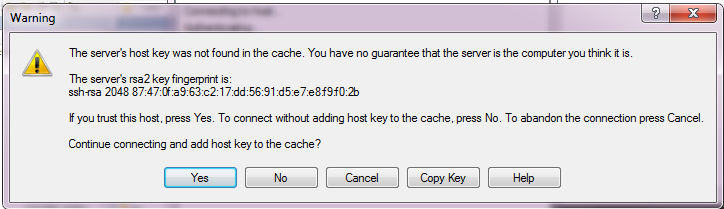 Connecting to host...
Authenticating...
Warning
The server's host key was not found in the cache. You have no guarantee that the server is the computer you think it is.
The server's rsa2 key fingerprint is:
ssh-rsa 2048 87:47:0f:a9:63:c2:17:dd:56:91:d5:e7:e8:f9:f0:2b
If you trust this host, press Yes. To connect without adding host key to the cache, press No. To abandon the connection press Cancel.
Continue connecting and add host key to the cache?
Yes
No
Cancel
Copy Key
Help